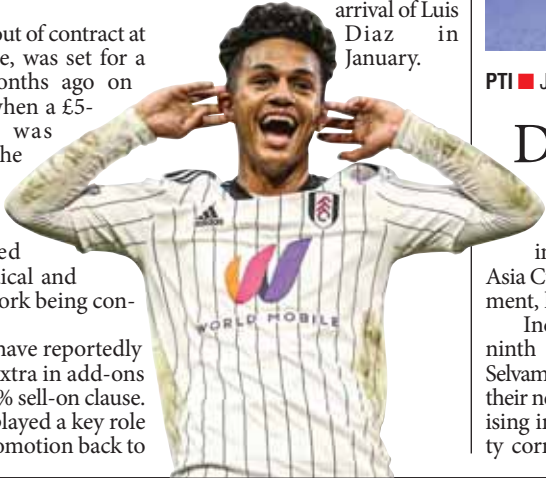 out of contract at
e, was set for a
onths ago on
when a £5-
was
he
ed
ical and
ork being con-
have reportedly
xtra in add-ons
% sell-on clause.
played a key role
omotion back to
arrival of Luis
Diaz in
January.
adidas
WORLD MOBILE
PTI
D
in
Asia C
ment,
In
ninth
Selvam
their n
ising i
ty corr